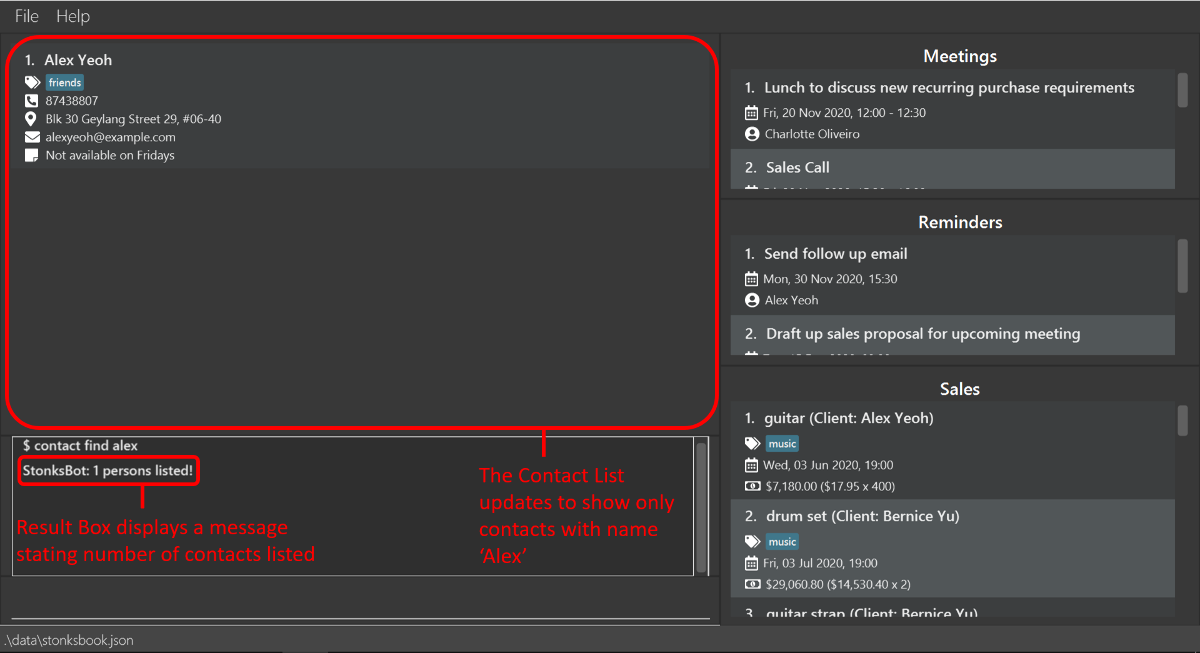 File Help
1. Alex Yeoh
friends
87438807
Blk 30 Geylang Street 29, #06-40
alexyeoh@example.com
Not available on Fridays
$ contact find alex
StonksBot: 1 persons listed!
Result Box displays a message
stating number of contacts listed
The Contact List
updates to show only
contacts with name
‘Alex’
Meetings
1. Lunch to discuss new recurring purchase requirements
Fri, 20 Nov 2020, 12:00 - 12:30
Charlotte Oliveiro
2. Sales Call
Reminders
1. Send follow up email
Mon, 30 Nov 2020, 15:30
Alex Yeoh
2. Draft up sales proposal for upcoming meeting
Sales
1. guitar (Client: Alex Yeoh)
music
Wed, 03 Jun 2020, 19:00
$7,180.00 ($17.95 x 400)
2. drum set (Client: Bernice Yu)
music
Fri, 03 Jul 2020, 19:00
$29,060.80 ($14,530.40 x 2)
3. guitar strap (Client: Bernice Yu)
.\data\stonksbook.json